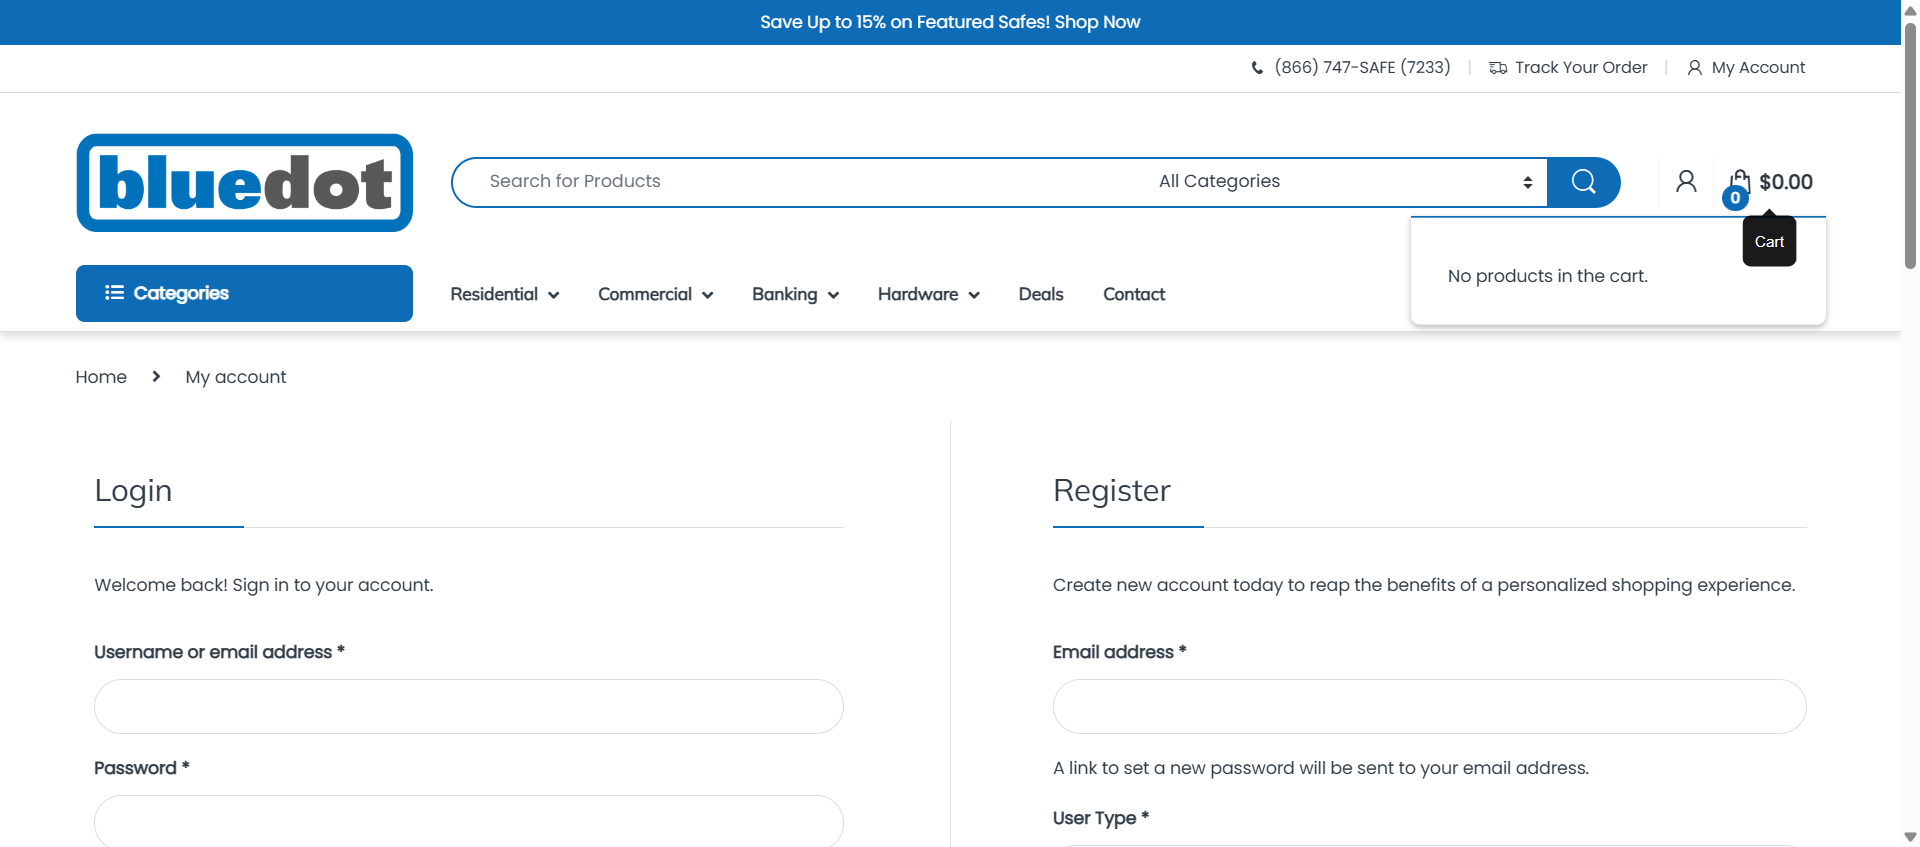 Save Up to 15% on Featured Safes! Shop Now
(866) 747-SAFE (7233)
Track Your Order
My Account
bluedot
Search for Products
All Categories
0
$0.00
Cart
No products in the cart.
Categories
Residential
Commercial
Banking
Hardware
Deals
Contact
Home
My account
Login
Welcome back! Sign in to your account.
Username or email address *
Password *
Register
Create new account today to reap the benefits of a personalized shopping experience.
Email address *
A link to set a new password will be sent to your email address.
User Type *